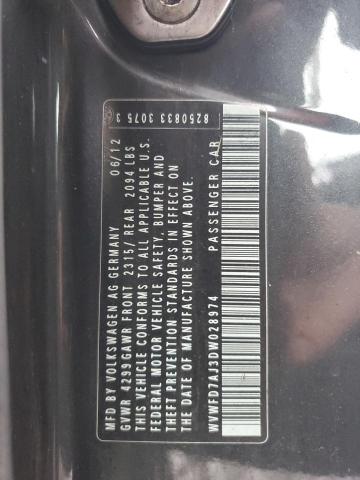 MFD BY VOLKSWAGEN AG GERMANY 06/12 8250833 3075 3
GVWR 4299 GAWR FRONT 2315/ REAR 2094 LBS
THIS VEHICLE CONFORMS TO ALL APPLICABLE U.S.
FEDERAL MOTOR VEHICLE SAFETY, BUMPER AND
THEFT PREVENTION STANDARDS IN EFFECT ON
THE DATE OF MANUFACTURE SHOWN ABOVE.
WVWFD7AJ3DW028974 PASSENGER CAR